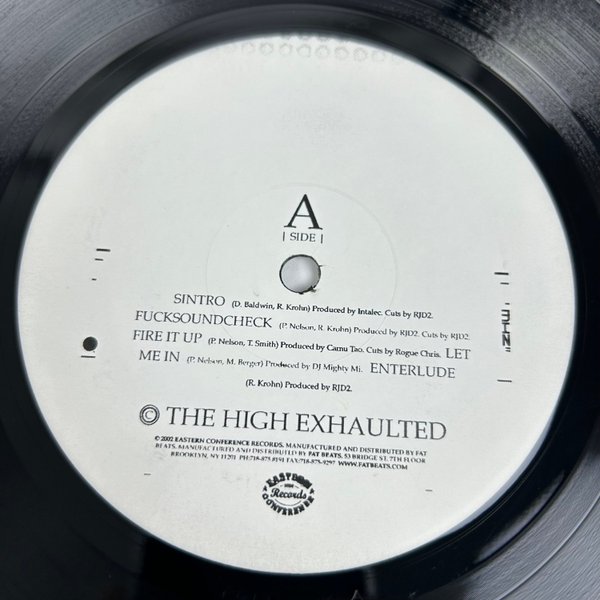 A
| SIDE |
SINTRO (D. Baldwin, R. Krohn) Produced by Intalec. Cuts by RJD2.
FUCKSOUNDCHECK (P. Nelson, R. Krohn) Produced by RJD2. Cuts by RJD2.
FIRE IT UP (P. Nelson, T. Smith) Produced by Camu Tao. Cuts by Rogue Chris. LET
ME IN (P. Nelson, M. Berger) Produced by DJ Mighty Mi. ENTERLUDE
(R. Krohn) Produced by RJD2.
© THE HIGH EXHAULTED
© 2002 EASTERN CONFERENCE RECORDS. MANUFACTURED AND DISTRIBUTED BY FAT
BEATS. MANUFACTURED AND DISTRIBUTED BY FAT BEATS. 53 BRIDGE ST. 7TH FLOOR
BROOKLYN, NY 11201 PH:718-875 8191 FAX:718-875-9297 WWW.FATBEATS.COM
EASTERN
Records
CONFERENCE